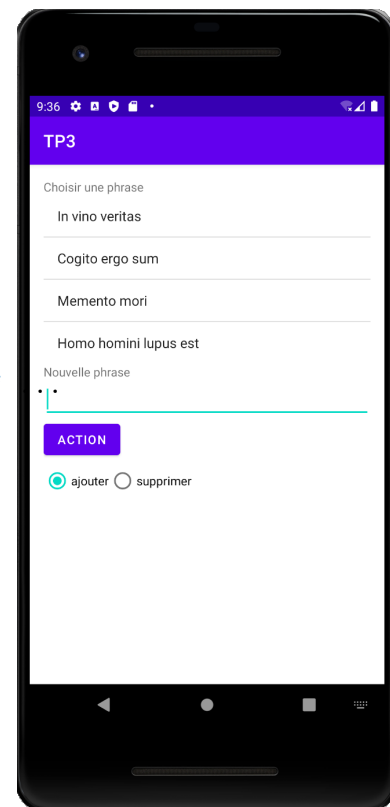 9:36
TP3
Choisir une phrase
In vino veritas
Cogito ergo sum
Memento mori
Homo homini lupus est
Nouvelle phrase
ACTION
ajouter supprimer